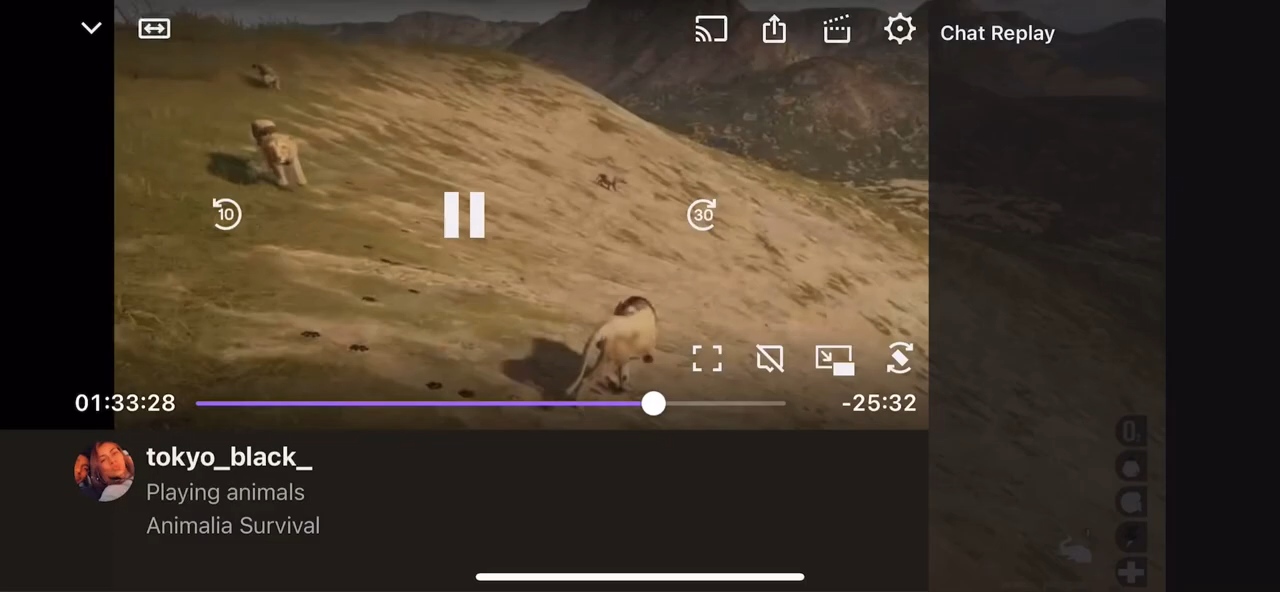 Chat Replay
10
30
01:33:28
-25:32
tokyo_black_
Playing animals
Animalia Survival